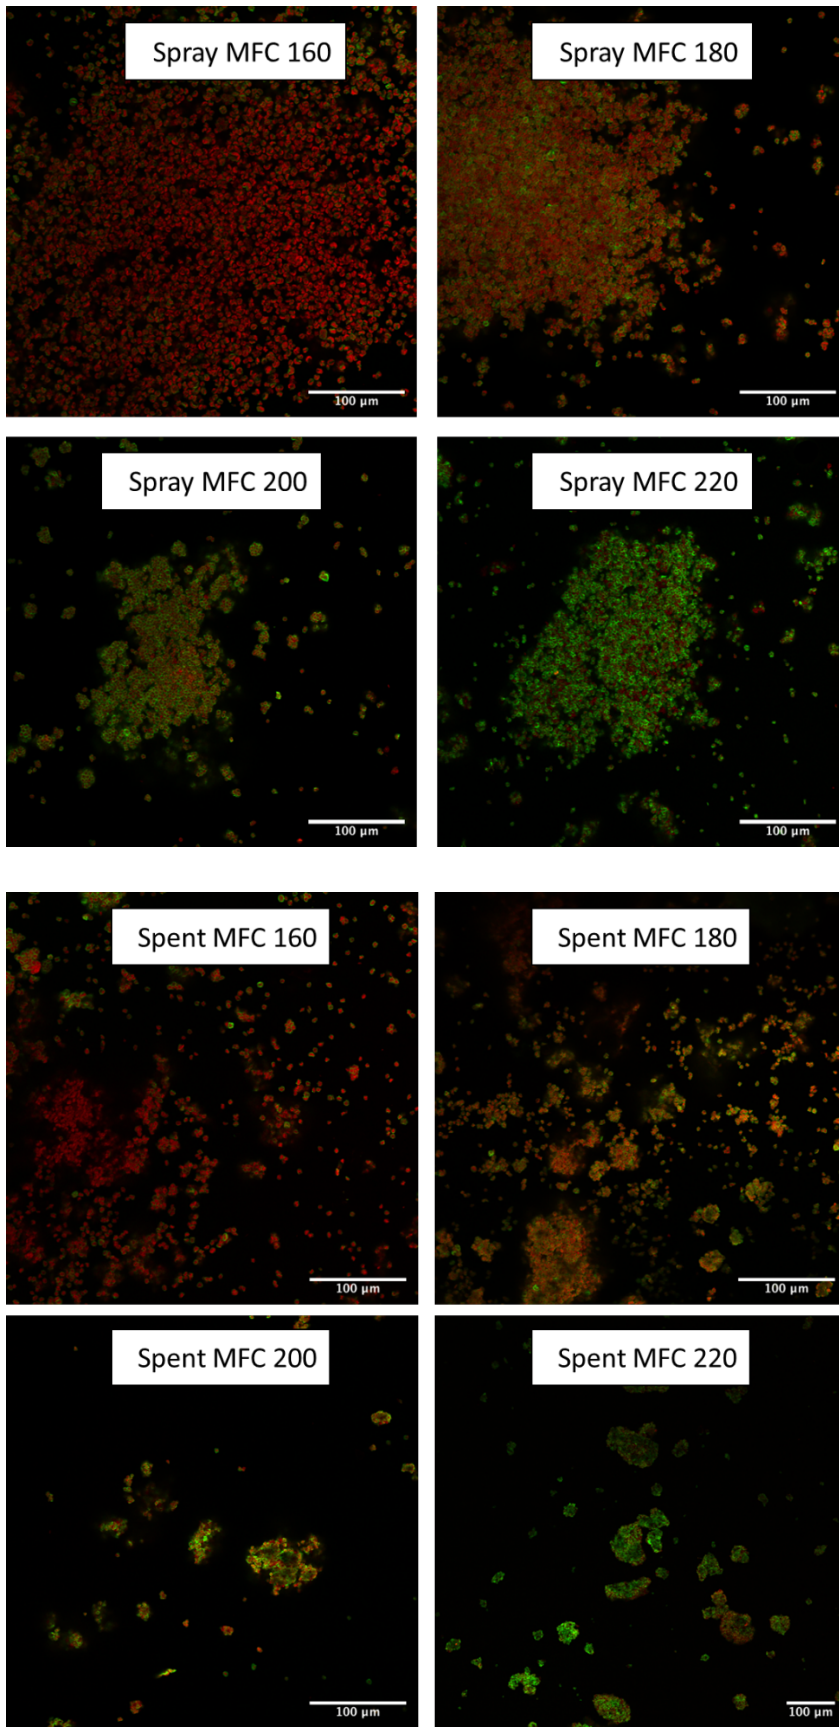 Spray MFC 160
Spray MFC 180
100 µm
100 µm
Spray MFC 200
Spray MFC 220
100 µm
100 µm
Spent MFC 160
Spent MFC 180
100 µm
100 µm
Spent MFC 200
Spent MFC 220
100 µm
100 µm